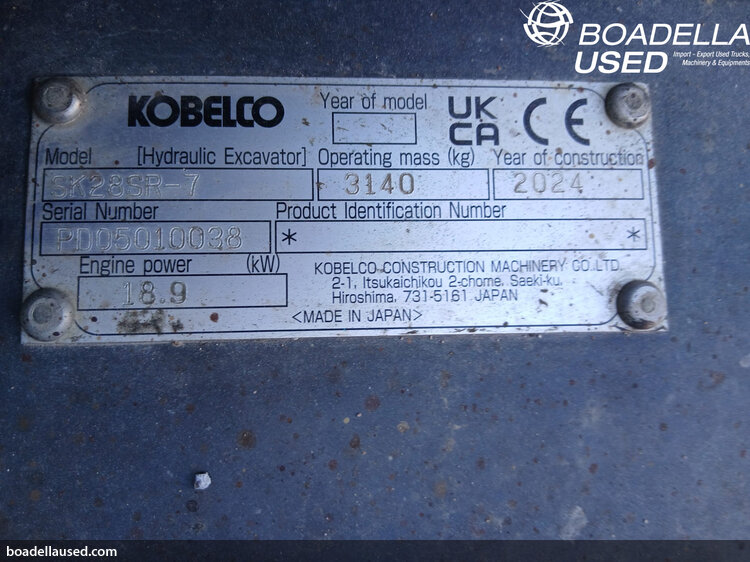 BOADELLA
USED
Import - Export Used Trucks,
Machinery & Equipments
KOBELCO
Year of model
UK
CA
CE
Model [Hydraulic Excavator] Operating mass (kg) Year of construction
SK28SR-7 3140 2024
Serial Number Product Identification Number
PD05010038 * *
Engine power (kW)
18.9
KOBELCO CONSTRUCTION MACHINERY CO.,LTD.
2-1, Itsukaichikou 2-chome, Saeki-ku,
Hiroshima, 731-5161 JAPAN
<MADE IN JAPAN>
boadellaused.com